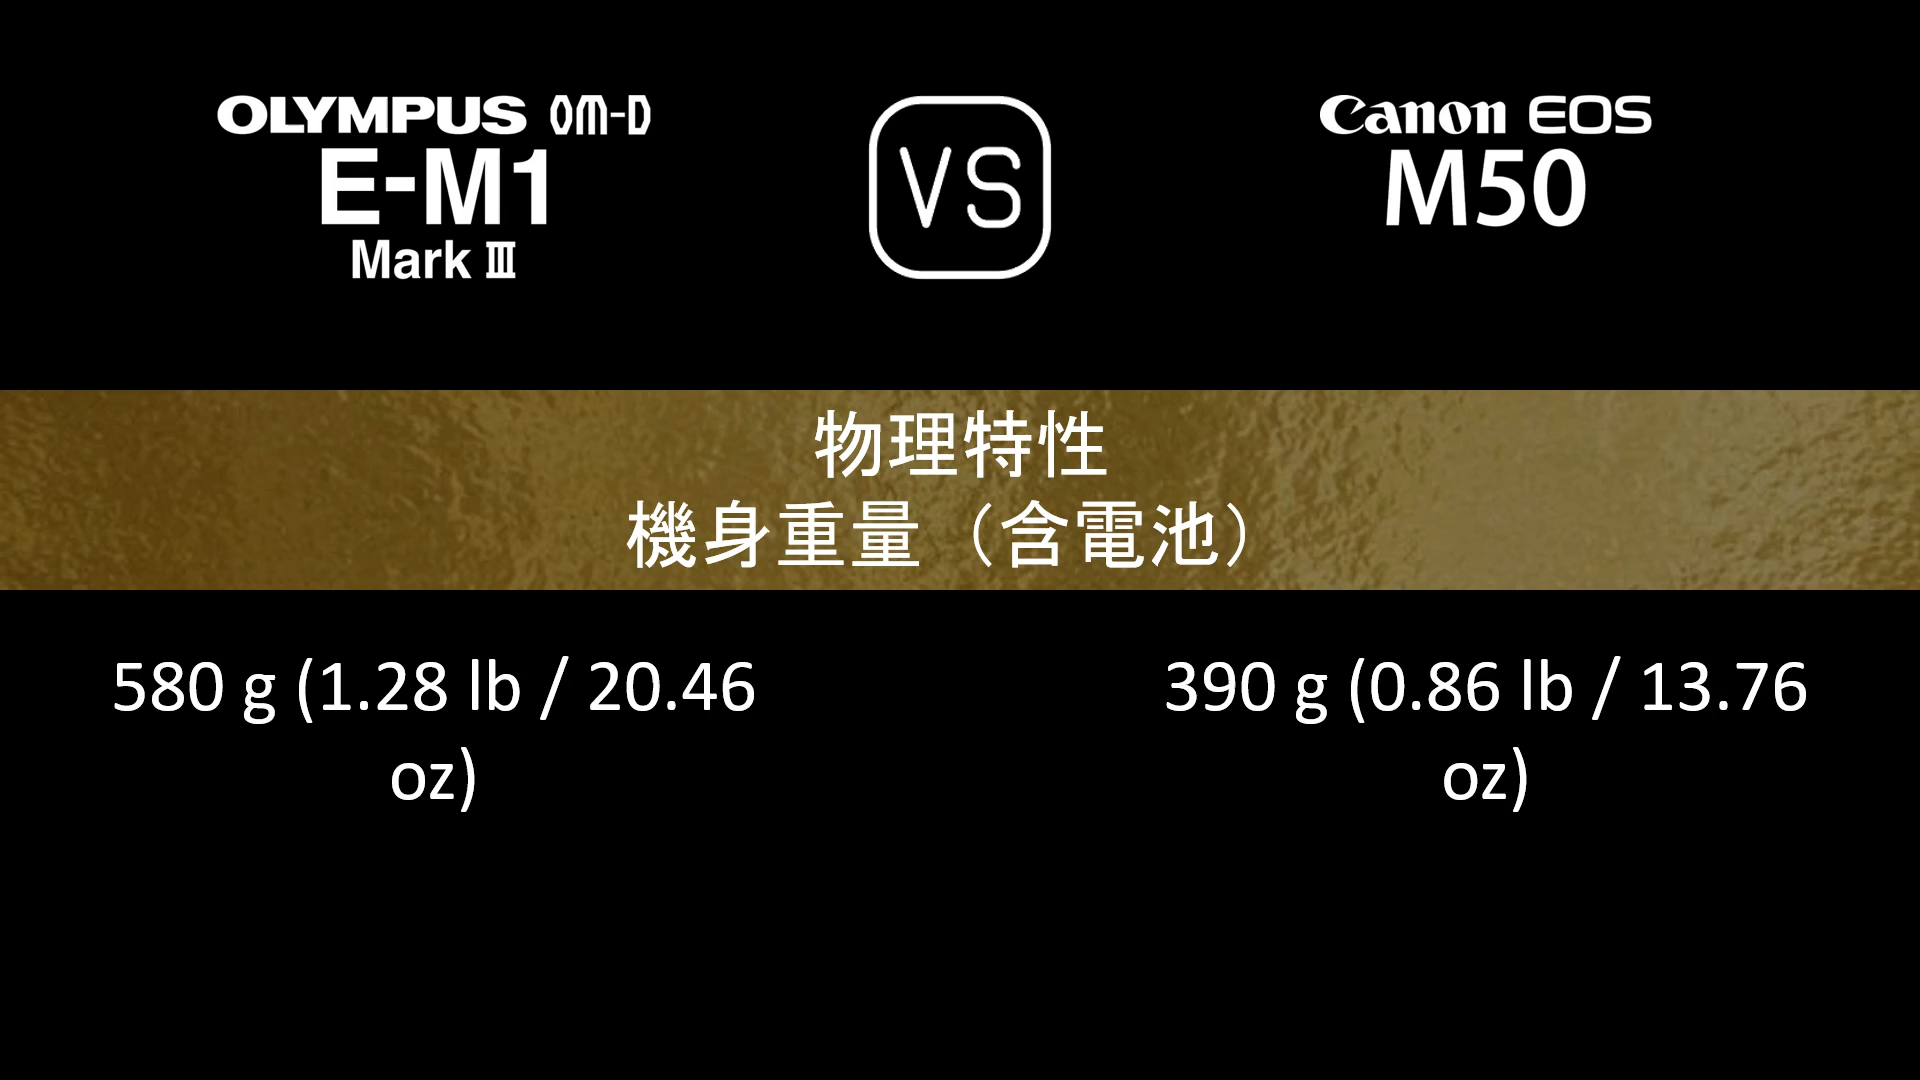 OLYMPUS OM-D
E-M1
Mark III
VS
Canon EOS
M50
物理特性
機身重量（含電池）
580 g (1.28 lb / 20.46
oz)
390 g (0.86 lb / 13.76
oz)